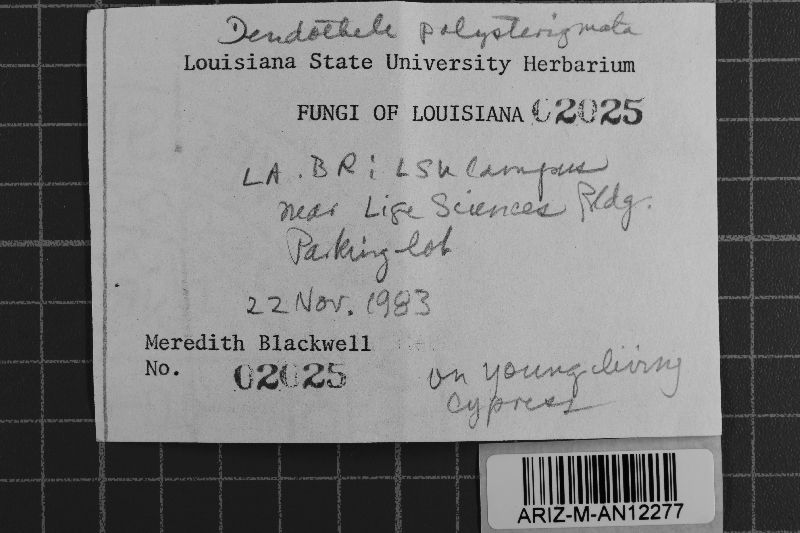 Dendothele polysterigmata
Louisiana State University Herbarium
FUNGI OF LOUISIANA 02025
LA. BR: LSU Campus
near Life Sciences Bldg.
Parking lot
22 Nov. 1983
Meredith Blackwell
No. 02025
on young living
cypress
ARIZ-M-AN12277